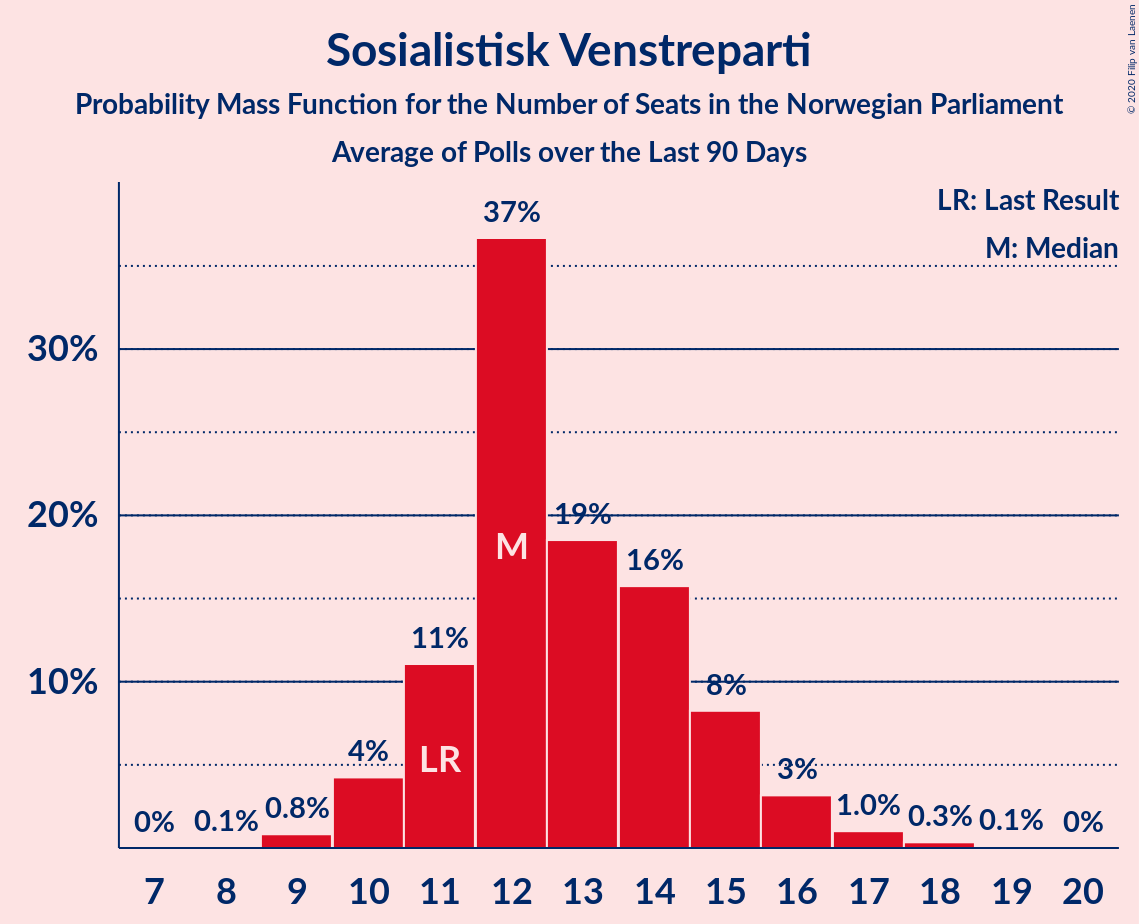 Sosialistisk Venstreparti
Probability Mass Function for the Number of Seats in the Norwegian Parliament
Average of Polls over the Last 90 Days
© 2020 Filip van Laenen
LR: Last Result
M: Median
30%
20%
10%
0%
0.1%
0.8%
4%
11%
37%
19%
16%
8%
3%
1.0%
0.3%
0.1%
0%
LR
M
7 8 9 10 11 12 13 14 15 16 17 18 19 20